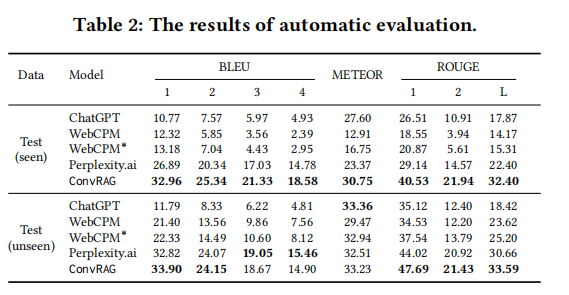 Table 2: The results of automatic evaluation.
Data Model BLEU METEOR ROUGE
1 2 3 4 1 2 L
Test (seen)
ChatGPT 10.77 7.57 5.97 4.93 27.60 26.51 10.91 17.87
WebCPM 12.32 5.85 3.56 2.39 12.91 18.55 3.94 14.17
WebCPM* 13.18 7.04 4.43 2.95 16.75 20.87 5.61 15.31
Perplexity.ai 26.89 20.34 17.03 14.78 23.37 29.14 14.57 22.40
ConvRAG 32.96 25.34 21.33 18.58 30.75 40.53 21.94 32.40
Test (unseen)
ChatGPT 11.79 8.33 6.22 4.81 33.36 35.12 12.40 18.42
WebCPM 21.40 13.56 9.86 7.56 29.47 34.53 12.20 23.62
WebCPM* 22.33 14.49 10.60 8.12 32.94 37.54 13.79 25.20
Perplexity.ai 32.82 24.07 19.05 15.46 32.51 44.02 20.92 30.66
ConvRAG 33.90 24.15 18.67 14.90 33.23 47.69 21.43 33.59